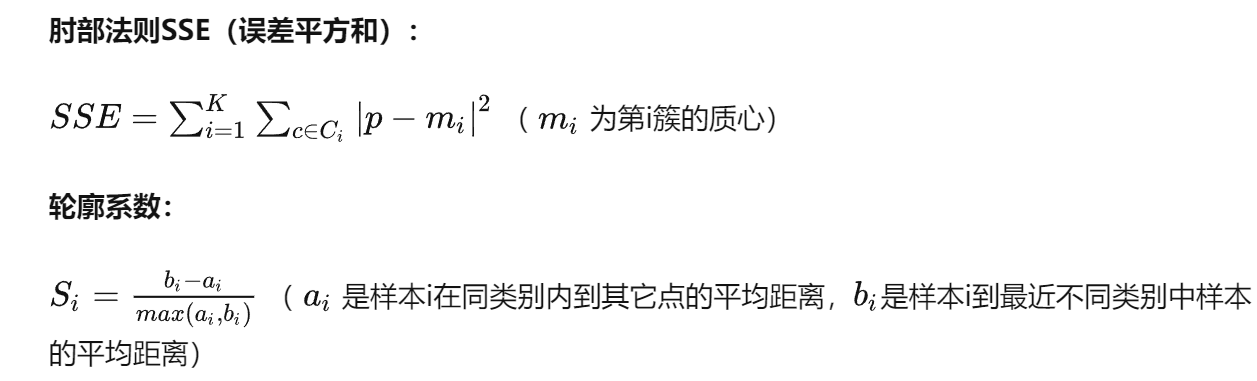 肘部法则SSE（误差平方和）：
$SSE = \sum_{i=1}^{K} \sum_{c \in C_i} |p - m_i|^2$ （ $m_i$ 为第i簇的质心）
轮廓系数：
$S_i = \frac{b_i - a_i}{max(a_i, b_i)}$ （ $a_i$ 是样本i在同类别内到其它点的平均距离，$b_i$是样本i到最近不同类别中样本
的平均距离）